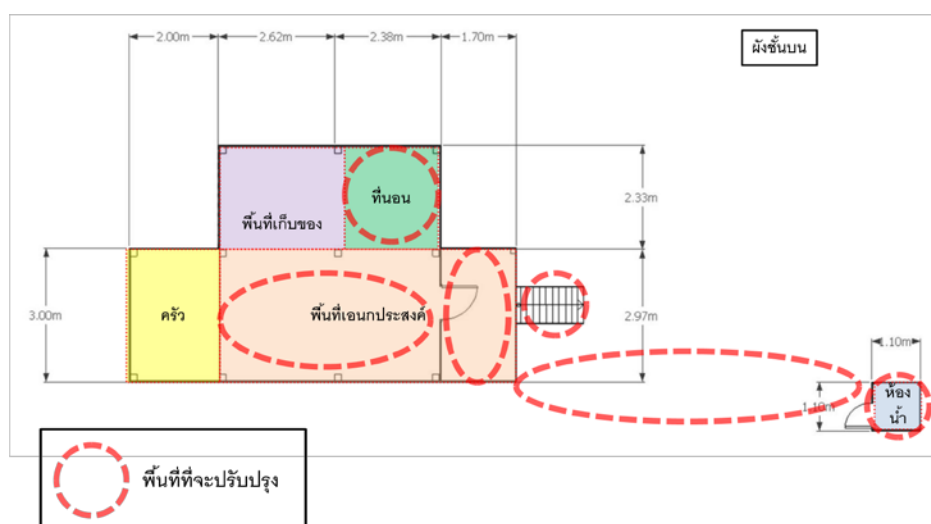 2.00m 2.62m 2.38m 1.70m
ผังชั้นบน
ที่นอน
2.33m
พื้นที่เก็บของ
3.00m
ครัว
พื้นที่เอนกประสงค์
2.97m
1.10m
1.10m
ห้อง
น้ำ
พื้นที่ที่จะปรับปรุง